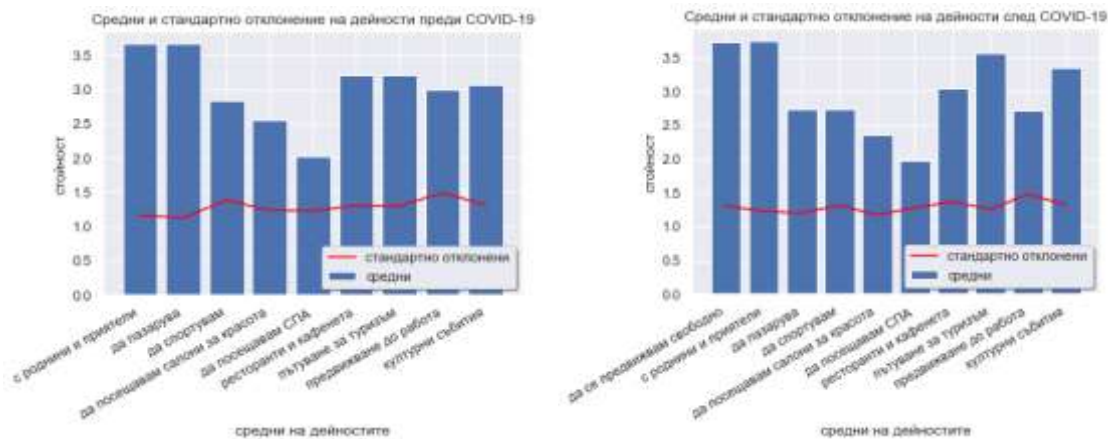 Средни и стандартно отклонение на дейности преди COVID-19
3.5
3.0
2.5
2.0
1.5
1.0
0.5
0.0
стойност
стандартно отклонени
средни
с роднини и приятели
да пазарува
да спортувам
да посещавам салони за красота
да посещавам СПА
ресторанти и кафенета
пътуване за туризъм
предвижване до работа
културни събития
средни на дейностите
Средни и стандартно отклонение на дейности след COVID-19
3.5
3.0
2.5
2.0
1.5
1.0
0.5
0.0
стойност
стандартно отклонени
средни
да се предвижвам свободно
с роднини и приятели
да пазарува
да спортувам
да посещавам салони за красота
да посещавам СПА
ресторанти и кафенета
пътуване за туризъм
предвижване до работа
културни събития
средни на дейностите